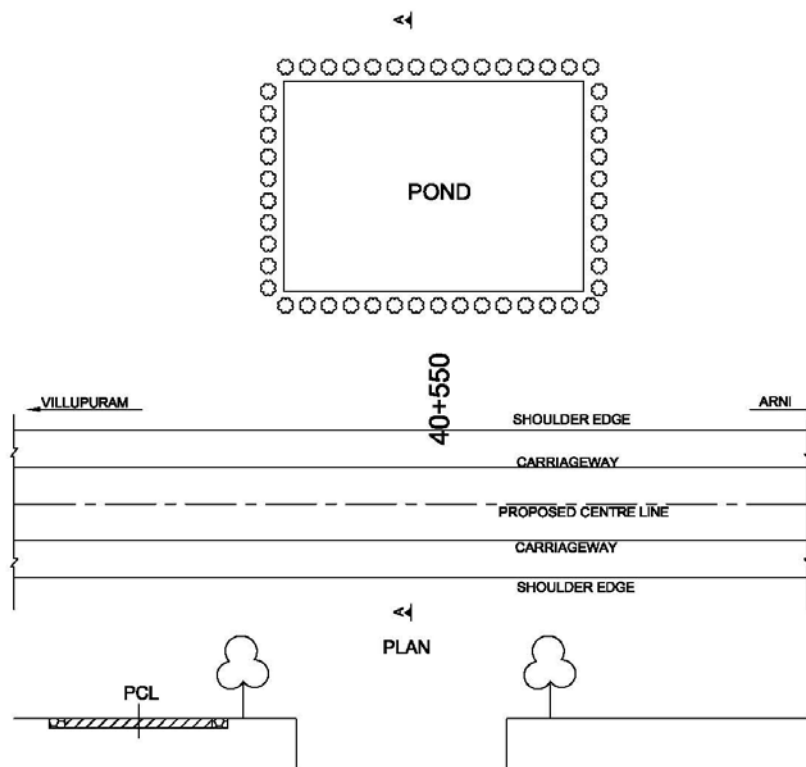 A
POND
40+550
VILLUPURAM
ARNI
SHOULDER EDGE
CARRIAGEWAY
PROPOSED CENTRE LINE
CARRIAGEWAY
SHOULDER EDGE
A
PLAN
PCL